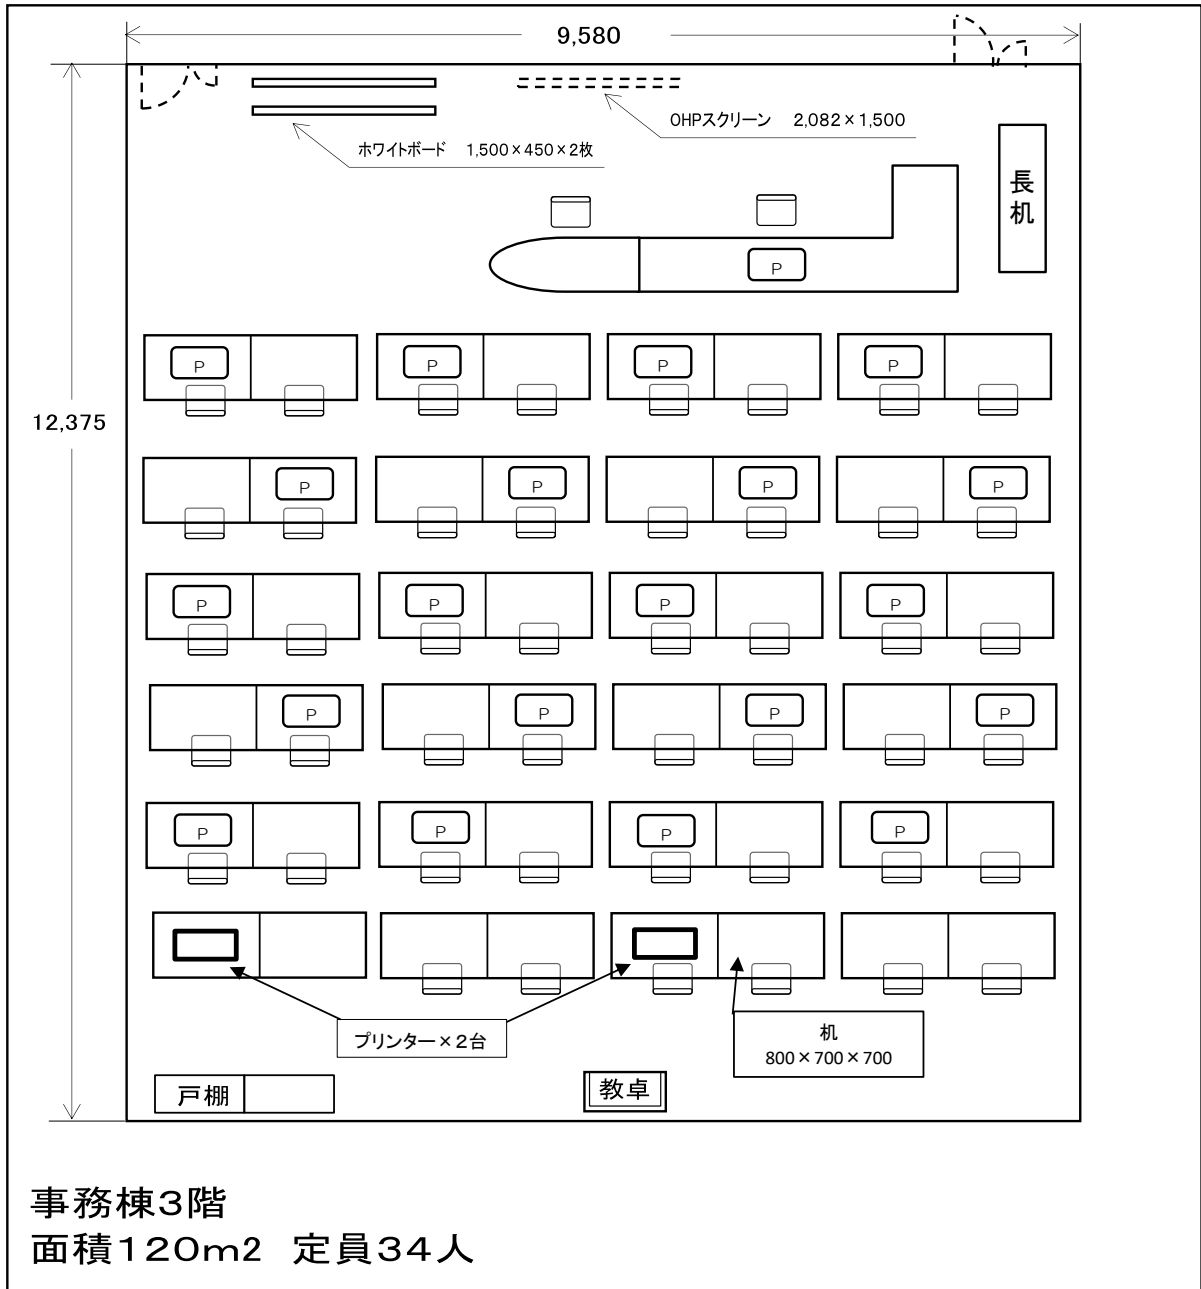 9,580
OHPスクリーン 2,082×1,500
ホワイトボード 1,500×450×2枚
長机
P
P P P P
12,375
P P P P
P P P P
P P P P
P P P P
プリンター×2台
机
800×700×700
戸棚
教卓
事務棟3階
面積120m2 定員34人